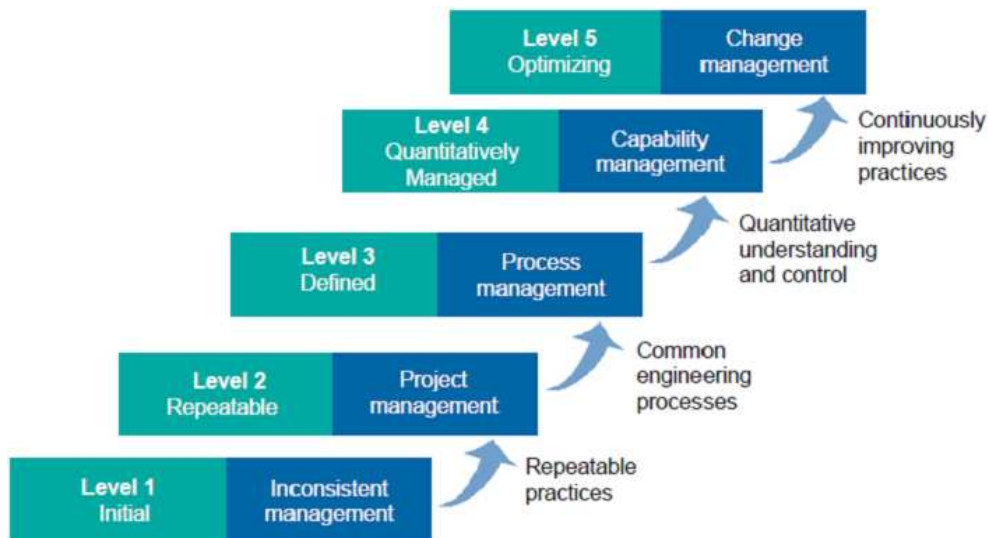 Level 5
Optimizing
Change
management
Level 4
Quantitatively
Managed
Capability
management
Continuously
improving
practices
Level 3
Defined
Process
management
Quantitative
understanding
and control
Level 2
Repeatable
Project
management
Common
engineering
processes
Level 1
Initial
Inconsistent
management
Repeatable
practices